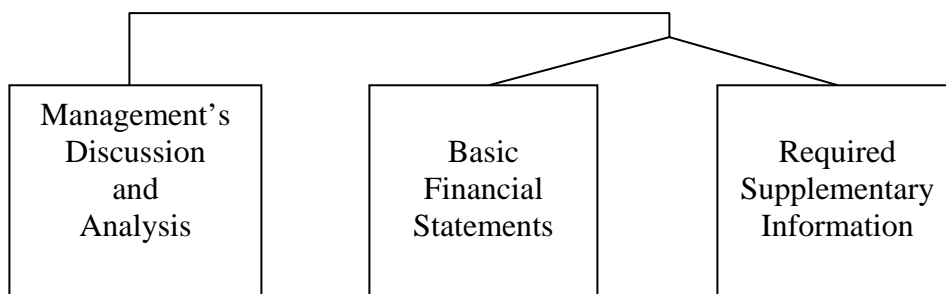 Management’s
Discussion
and
Analysis
Basic
Financial
Statements
Required
Supplementary
Information